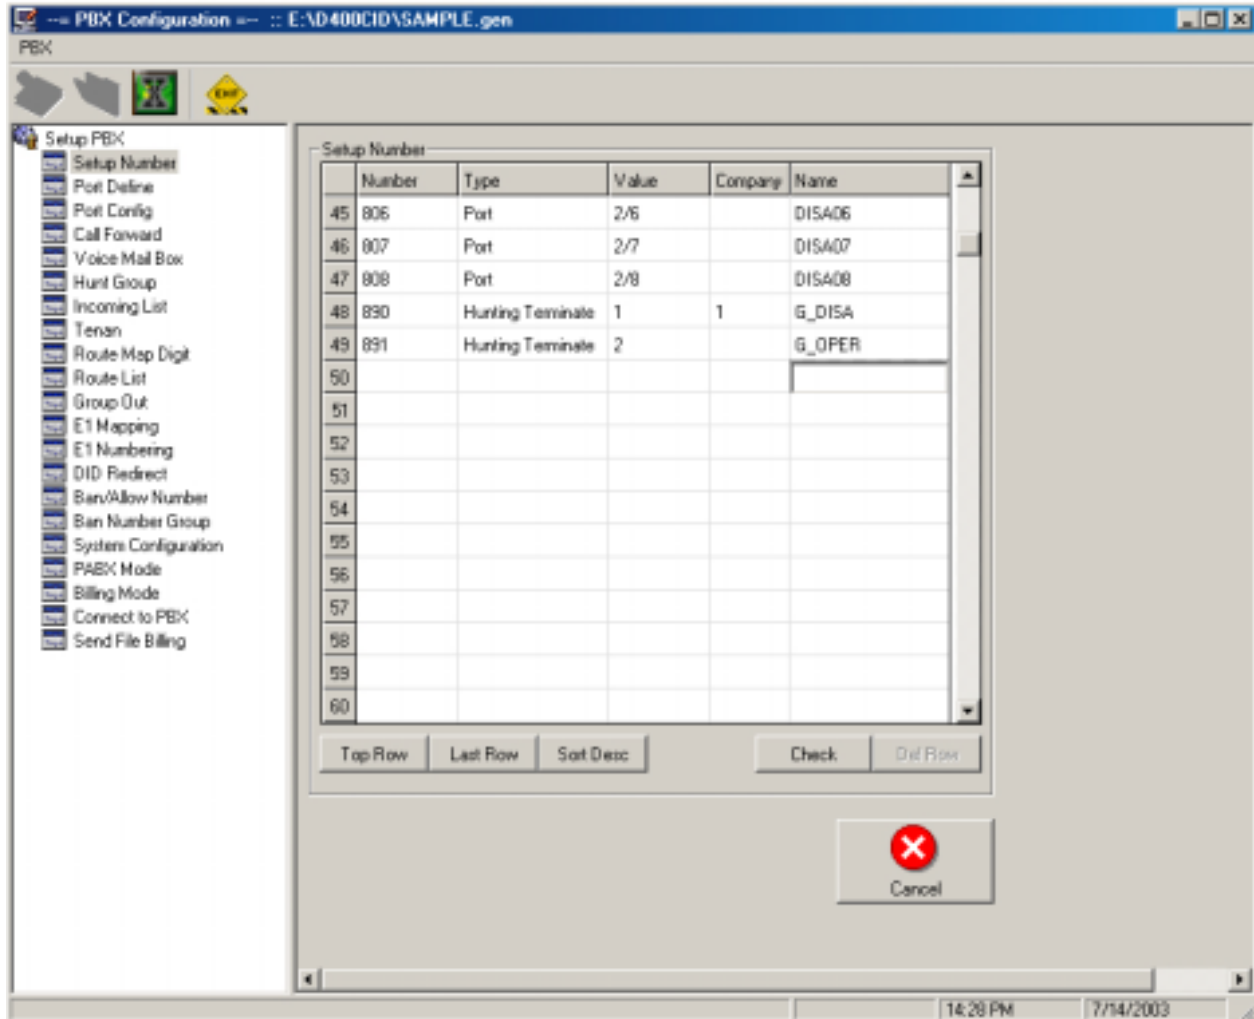 --= PBX Configuration =-- :: E:\D400CID\SAMPLE.gen
PBX
EXIT
Setup PBX
Setup Number
Port Define
Port Config
Call Forward
Voice Mail Box
Hunt Group
Incoming List
Tenan
Route Map Digit
Route List
Group Out
E1 Mapping
E1 Numbering
DID Redirect
Ban/Allow Number
Ban Number Group
System Configuration
PABX Mode
Billing Mode
Connect to PBX
Send File Billing
Setup Number
Number Type Value Company Name
45 806 Port 2/6 DISA06
46 807 Port 2/7 DISA07
47 808 Port 2/8 DISA08
48 890 Hunting Terminate 1 1 G_DISA
49 891 Hunting Terminate 2 G_OPER
50
51
52
53
54
55
56
57
58
59
60
Top Row Last Row Sort Desc Check Del Row
Cancel
14:28 PM 7/14/2003